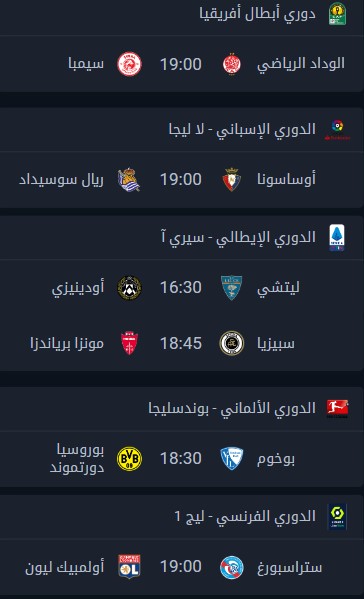 دوري أبطال أفريقيا
الوداد الرياضي 19:00 سيمبا
الدوري الإسباني - لا ليجا
أوساسونا 19:00 ريال سوسيداد
الدوري الإيطالي - سيري آ
ليتشي 16:30 أودينيزي
سبيزيا 18:45 مونزا برياندزا
الدوري الألماني - بوندسليجا
بوخوم 18:30 بوروسيا دورتموند
الدوري الفرنسي - ليج 1
ستراسبورغ 19:00 أولمبيك ليون